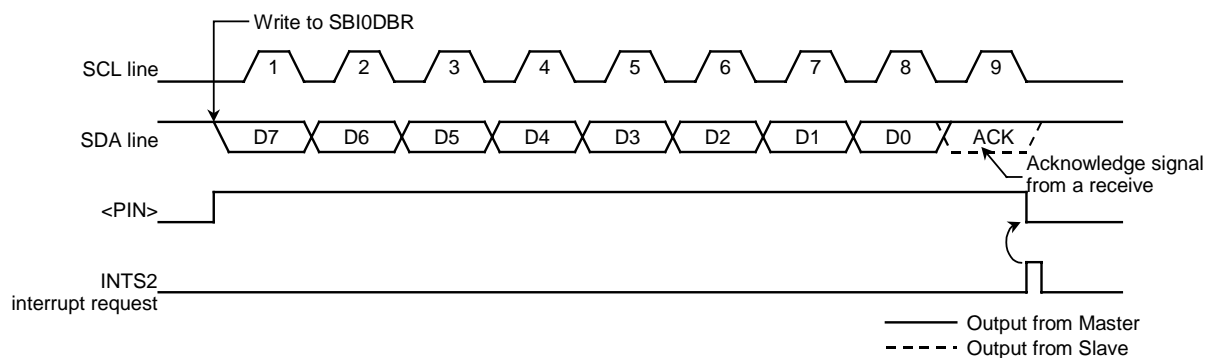 Write to SBI0DBR
SCL line
1 2 3 4 5 6 7 8 9
SDA line
D7 D6 D5 D4 D3 D2 D1 D0 ACK
Acknowledge signal
from a receive
<PIN>
INTS2
interrupt request
Output from Master
Output from Slave